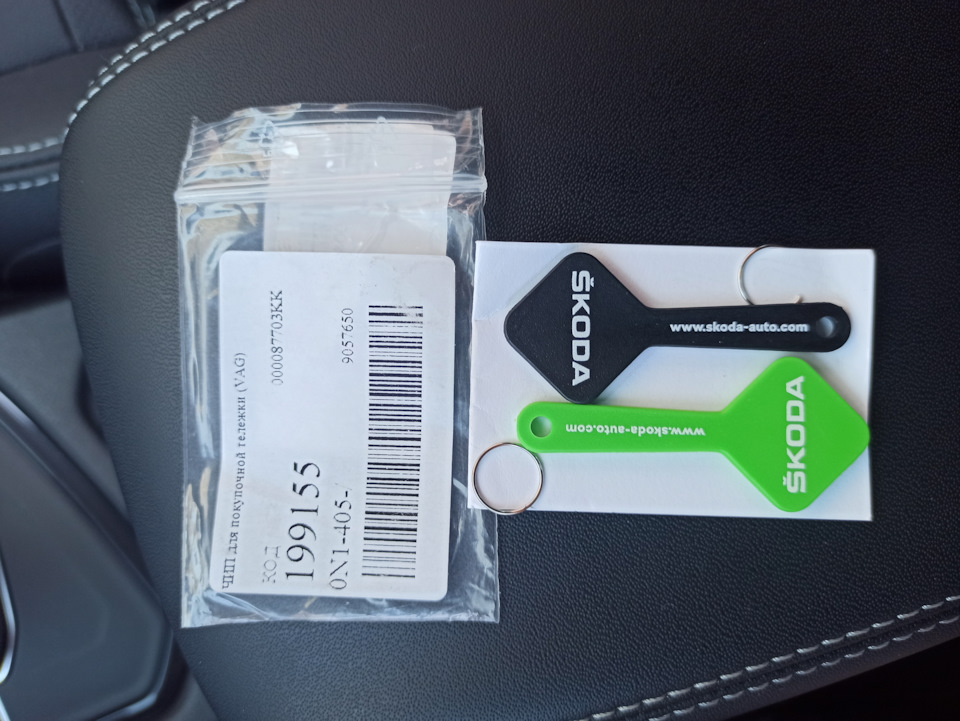 ЧИП для покупочной тележки (VAG)
КОД 000087703KK
199155
9057650
0N1-405-
ŠKODA
www.skoda-auto.com
www.skoda-auto.com
ŠKODA